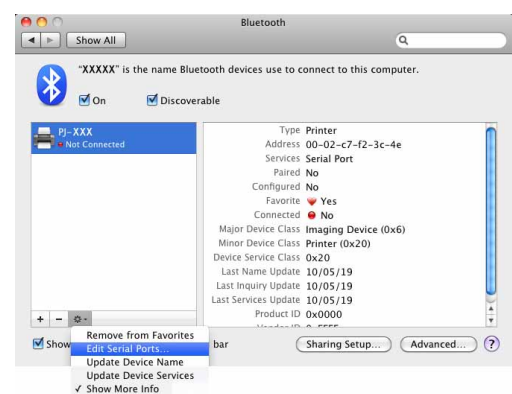 Bluetooth
Show All
“XXXXX” is the name Bluetooth devices use to connect to this computer.
On
Discoverable
PJ-XXX
Not Connected
Type Printer
Address 00-02-c7-f2-3c-4e
Services Serial Port
Paired No
Configured No
Favorite Yes
Connected No
Major Device Class Imaging Device (0x6)
Minor Device Class Printer (0x20)
Device Service Class 0x20
Last Name Update 10/05/19
Last Inquiry Update 10/05/19
Last Services Update 10/05/19
Product ID 0x0000
Show
bar
Sharing Setup...
Advanced...
?
Remove from Favorites
Edit Serial Ports...
Update Device Name
Update Device Services
✓ Show More Info